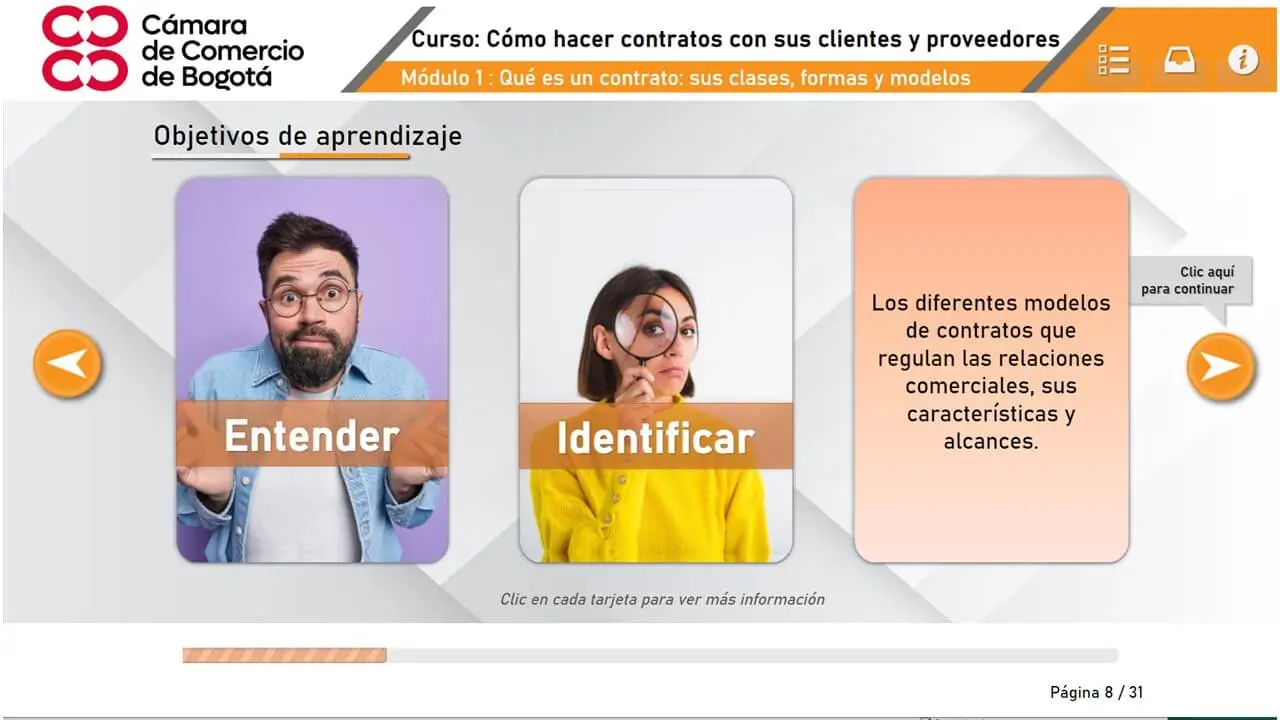 Cámara
de Comercio
de Bogotá
Curso: Cómo hacer contratos con sus clientes y proveedores
Módulo 1 : Qué es un contrato: sus clases, formas y modelos
i
Objetivos de aprendizaje
Entender
Identificar
Los diferentes modelos
de contratos que
regulan las relaciones
comerciales, sus
características y
alcances.
Clic aquí
para continuar
Clic en cada tarjeta para ver más información
Página 8 / 31